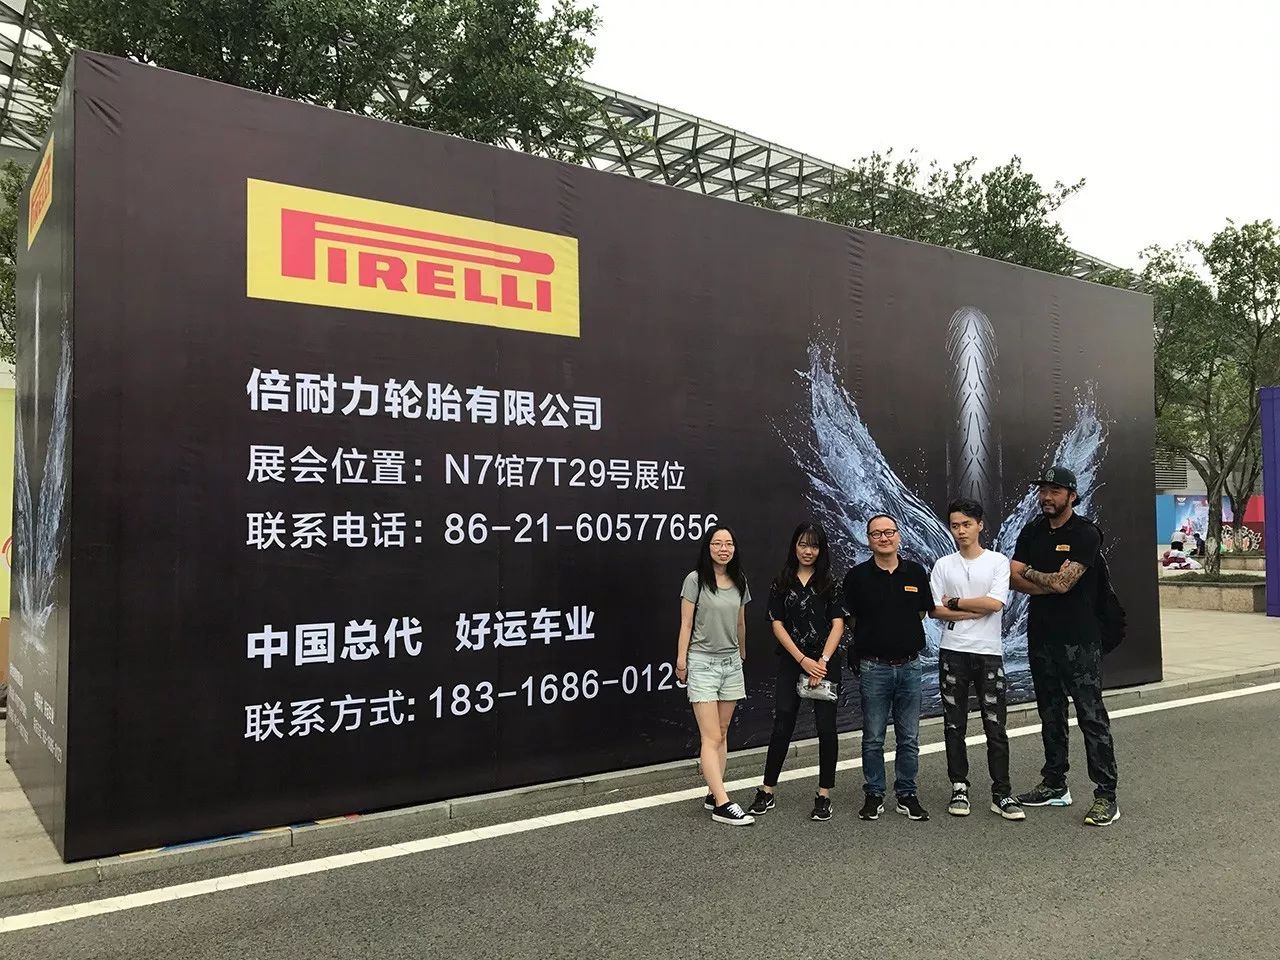 PIRELLI
倍耐力轮胎有限公司
展会位置：N7馆7T29号展位
联系电话：86-21-60577656
中国总代 好运车业
联系方式:183-1686-0123